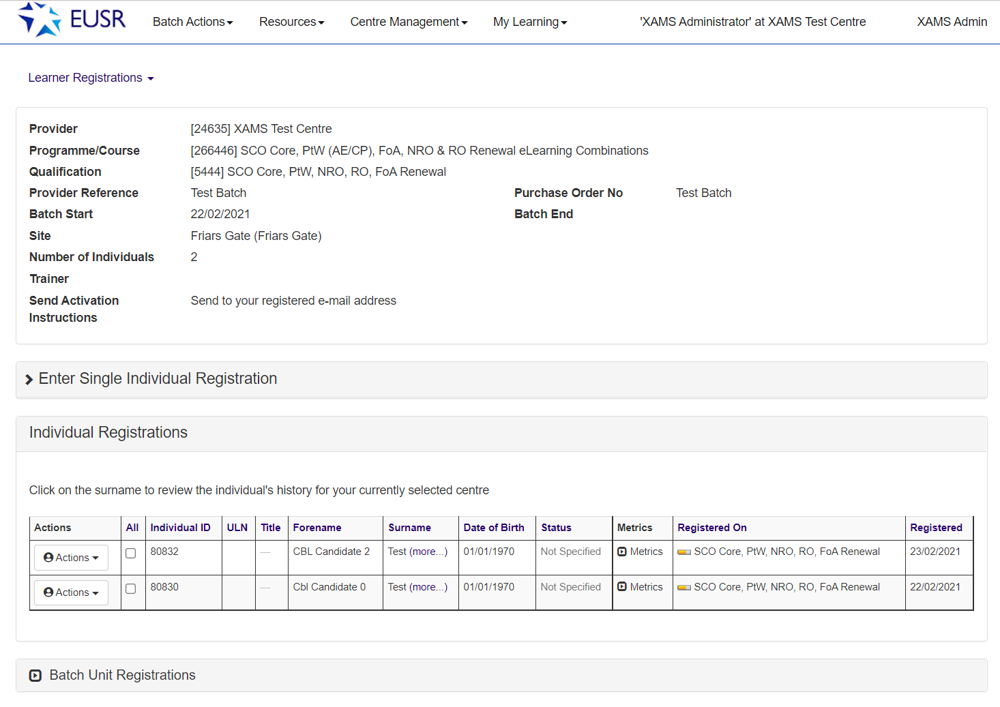 EUSR Batch Actions Resources Centre Management My Learning 'XAMS Administrator' at XAMS Test Centre XAMS Admin
Learner Registrations
Provider [24635] XAMS Test Centre
Programme/Course [266446] SCO Core, PtW (AE/CP), FoA, NRO & RO Renewal eLearning Combinations
Qualification [5444] SCO Core, PtW, NRO, RO, FoA Renewal
Provider Reference Test Batch Purchase Order No Test Batch
Batch Start 22/02/2021 Batch End
Site Friars Gate (Friars Gate)
Number of Individuals 2
Trainer
Send Activation Send to your registered e-mail address
Instructions
Enter Single Individual Registration
Individual Registrations
Click on the surname to review the individual's history for your currently selected centre
Actions All Individual ID ULN Title Forename Surname Date of Birth Status Metrics Registered On Registered
Actions 80832 — CBL Candidate 2 Test (more...) 01/01/1970 Not Specified Metrics SCO Core, PtW, NRO, RO, FoA Renewal 23/02/2021
Actions 80830 — Cbl Candidate 0 Test (more...) 01/01/1970 Not Specified Metrics SCO Core, PtW, NRO, RO, FoA Renewal 22/02/2021
Batch Unit Registrations